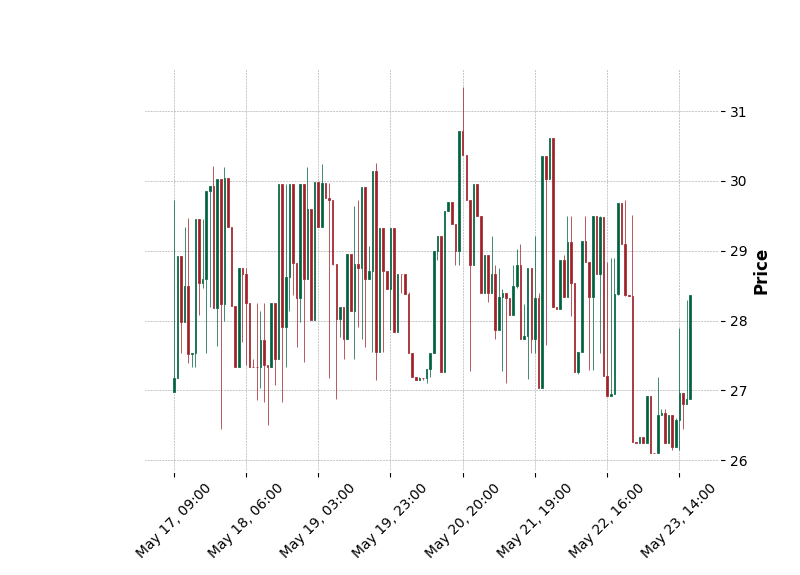 31
30
29
28
27
26
Price
May 17, 09:00
May 18, 06:00
May 19, 03:00
May 19, 23:00
May 20, 20:00
May 21, 19:00
May 22, 16:00
May 23, 14:00